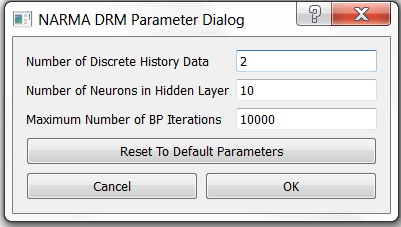 NARMA DRM Parameter Dialog
Number of Discrete History Data 2
Number of Neurons in Hidden Layer 10
Maximum Number of BP Iterations 10000
Reset To Default Parameters
Cancel OK